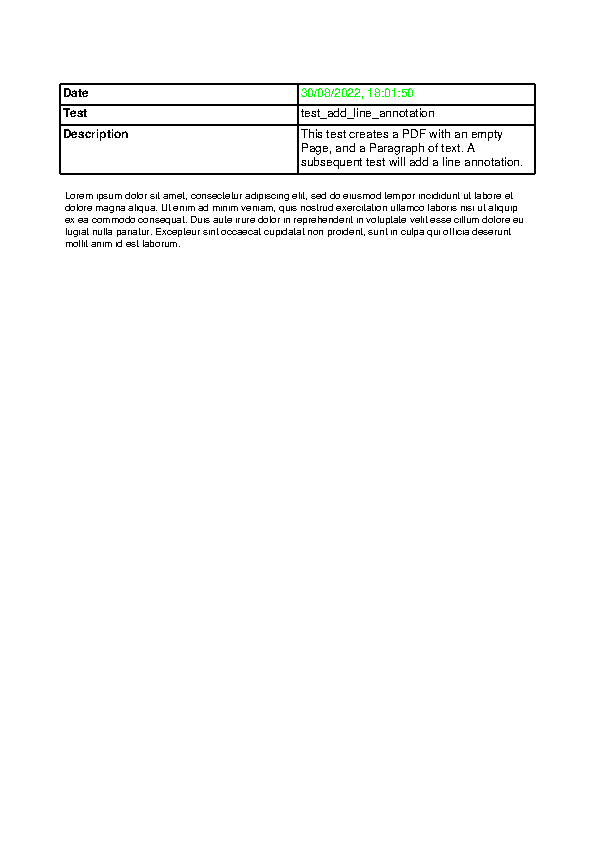 Date 30/08/2022, 18:01:50
Test test_add_line_annotation
Description This test creates a PDF with an empty
Page, and a Paragraph of text. A
subsequent test will add a line annotation.
Lorem ipsum dolor sit amet, consectetur adipiscing elit, sed do eiusmod tempor incididunt ut labore et
dolore magna aliqua. Ut enim ad minim veniam, quis nostrud exercitation ullamco laboris nisi ut aliquip
ex ea commodo consequat. Duis aute irure dolor in reprehenderit in voluptate velit esse cillum dolore eu
fugiat nulla pariatur. Excepteur sint occaecat cupidatat non proident, sunt in culpa qui officia deserunt
mollit anim id est laborum.